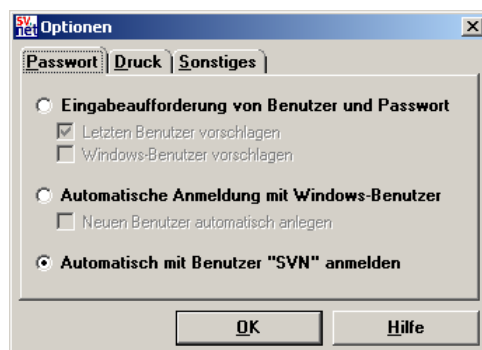 SV. net Optionen
Passwort Druck Sonstiges
Eingabeaufforderung von Benutzer und Passwort
Letzten Benutzer vorschlagen
Windows-Benutzer vorschlagen
Automatische Anmeldung mit Windows-Benutzer
Neuen Benutzer automatisch anlegen
Automatisch mit Benutzer "SVN" anmelden
OK Hilfe